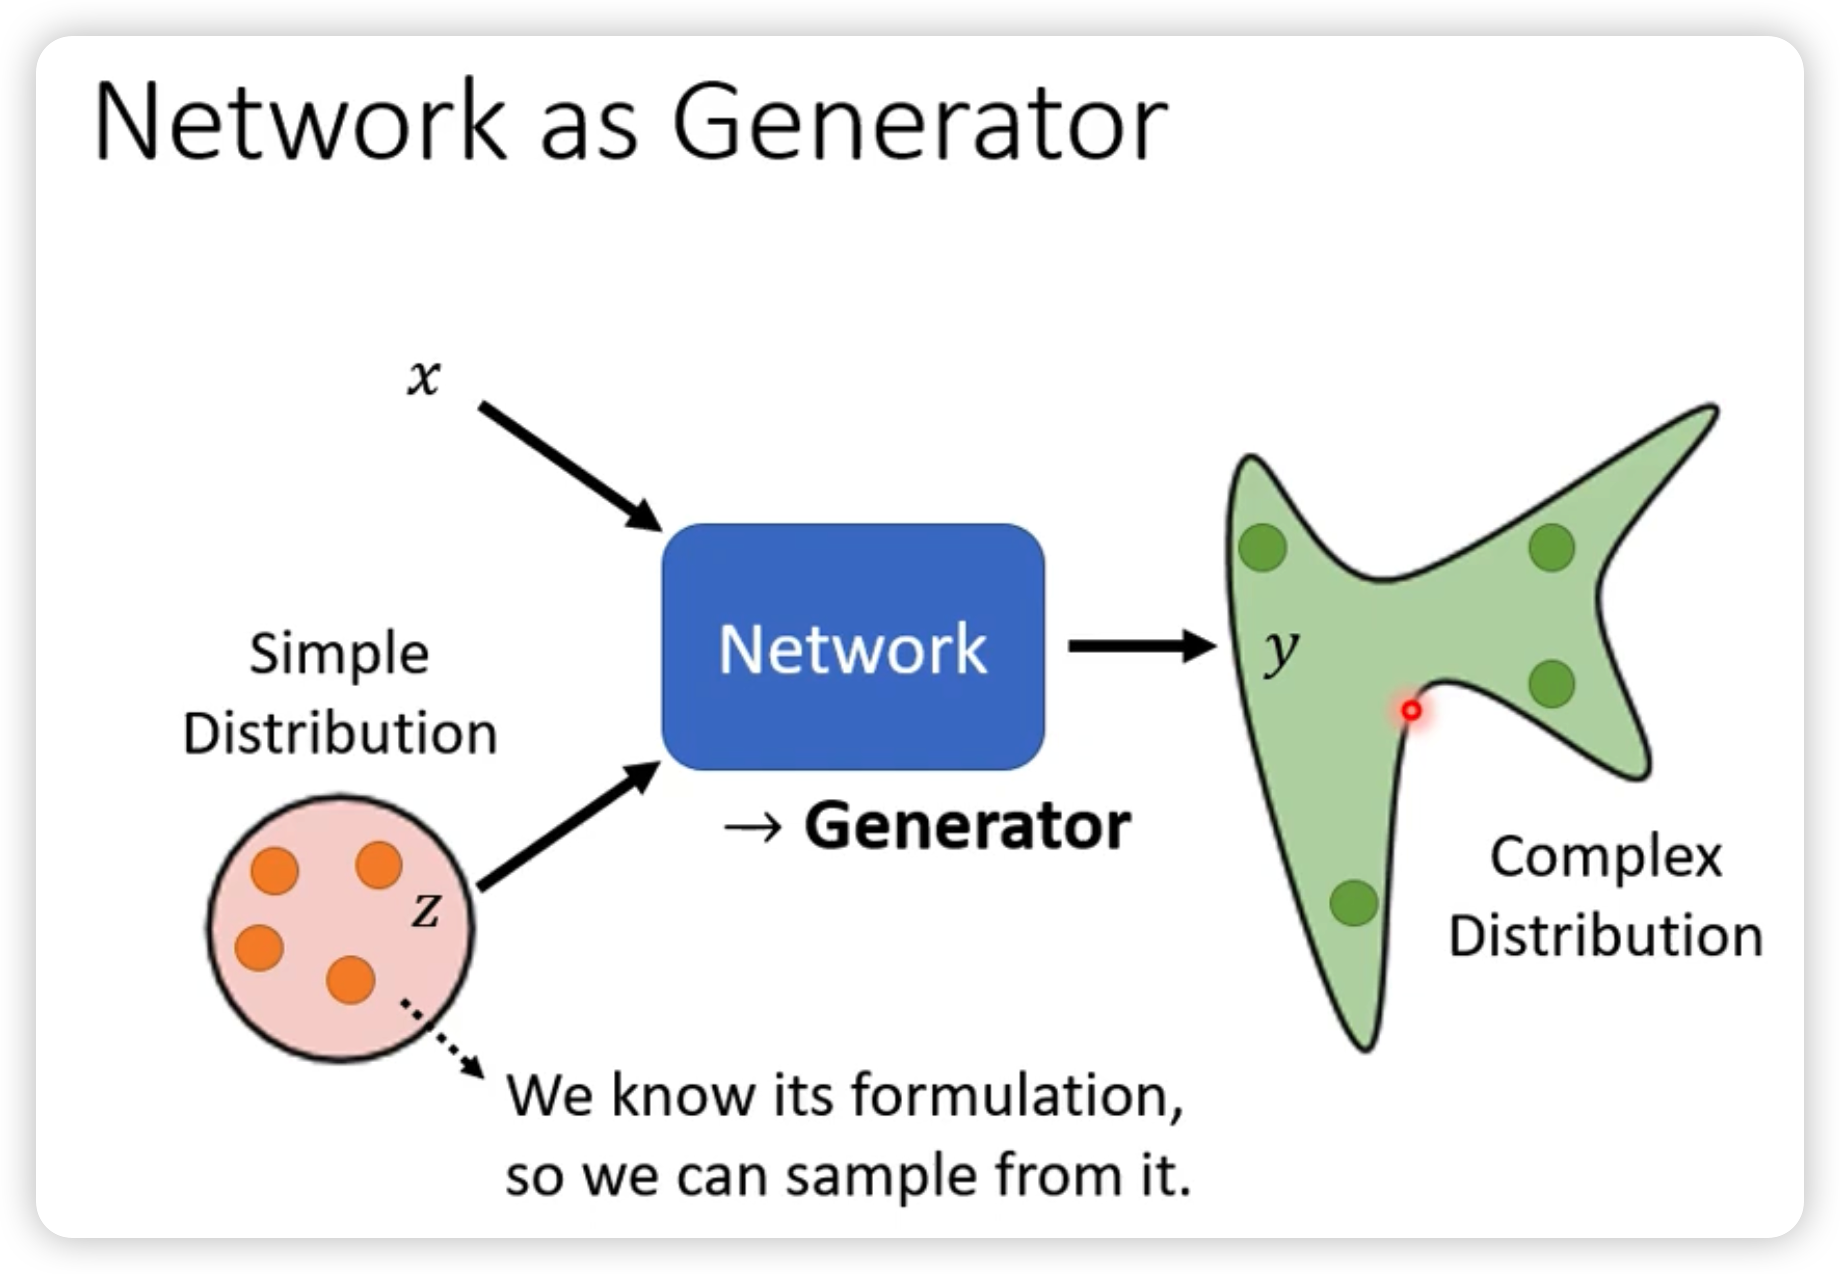 Network as Generator
x
Simple
Distribution
Network
y
→ Generator
z
Complex
Distribution
We know its formulation,
so we can sample from it.